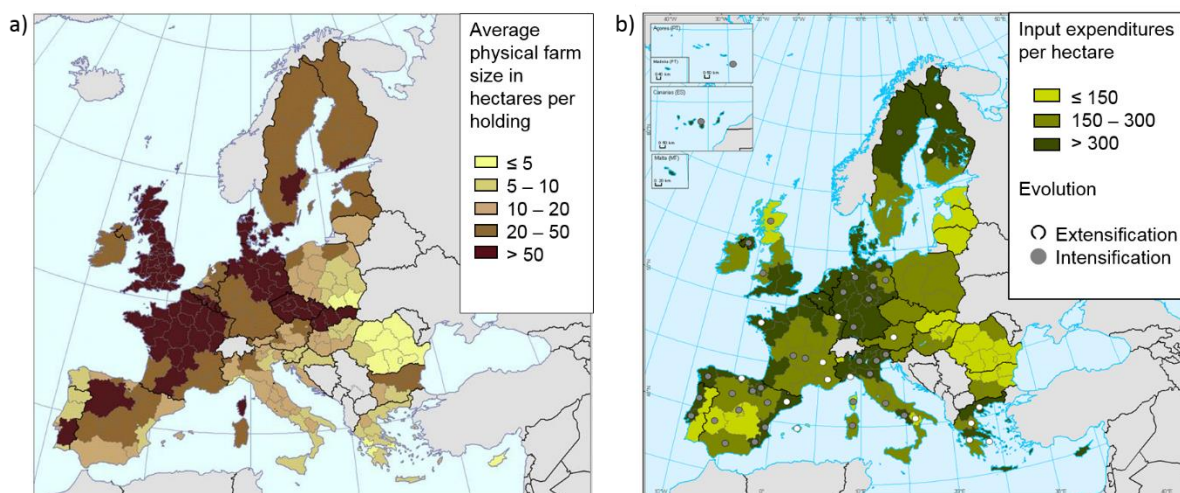 a)
Average
physical farm
size in
hectares per
holding
≤ 5
5 – 10
10 – 20
20 – 50
> 50
b)
Input expenditures
per hectare
≤ 150
150 – 300
> 300
Evolution
Extensification
Intensification
Açores (PT)
Madeira (PT)
Canarias (ES)
Malta (MT)